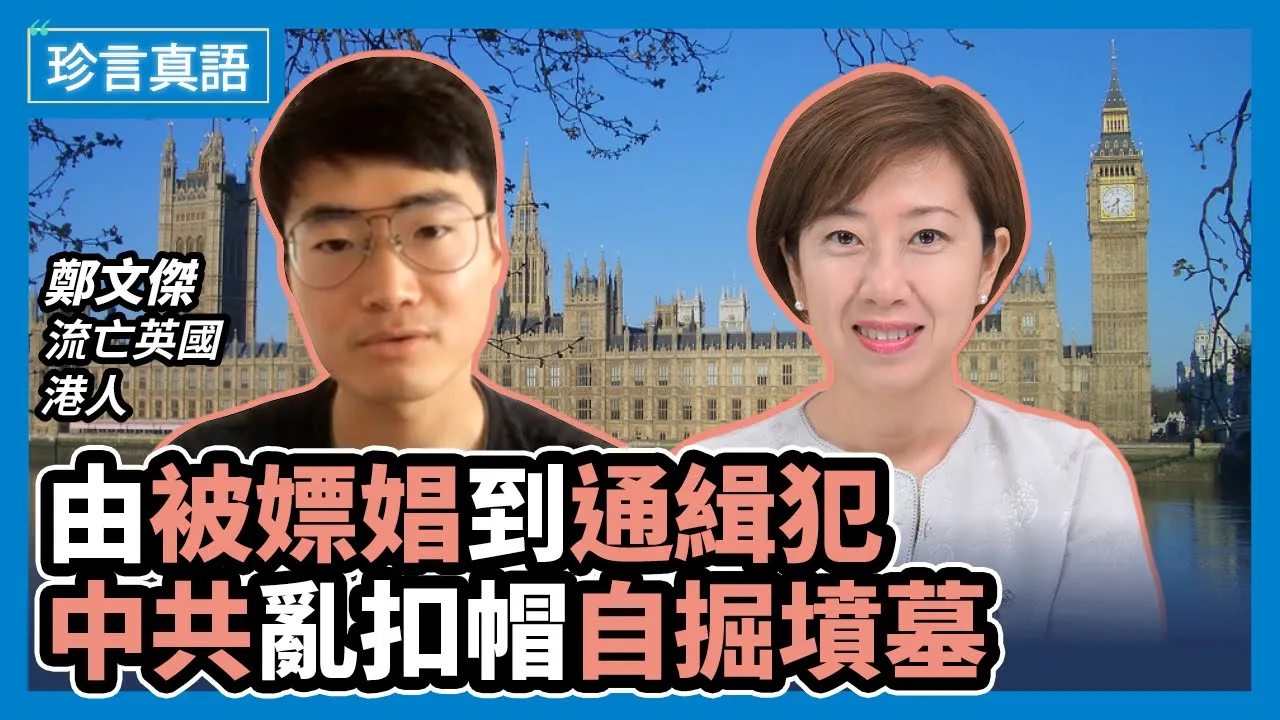 珍言真語
鄭文傑
流亡英國
港人
由被嫖娼到通緝犯
中共亂扣帽自掘墳墓